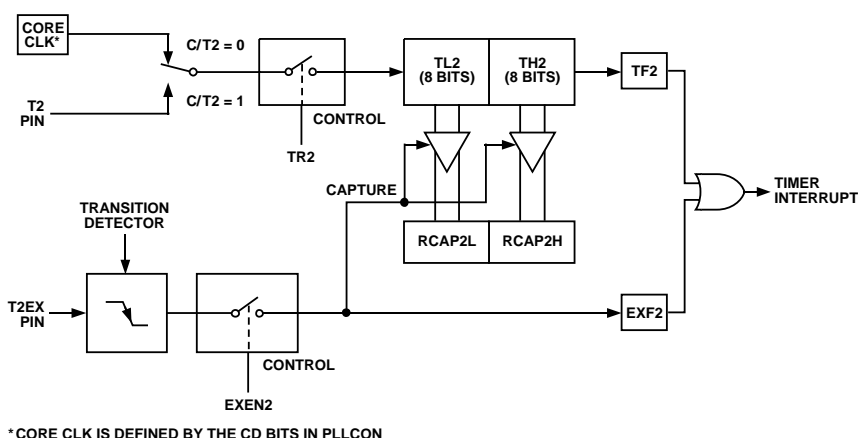 CORE
CLK*
C/T2 = 0
T2
PIN
C/T2 = 1
CONTROL
TR2
TL2
(8 BITS)
TH2
(8 BITS)
TF2
CAPTURE
TIMER
INTERRUPT
TRANSITION
DETECTOR
RCAP2L
RCAP2H
T2EX
PIN
EXF2
CONTROL
EXEN2
*CORE CLK IS DEFINED BY THE CD BITS IN PLLCON